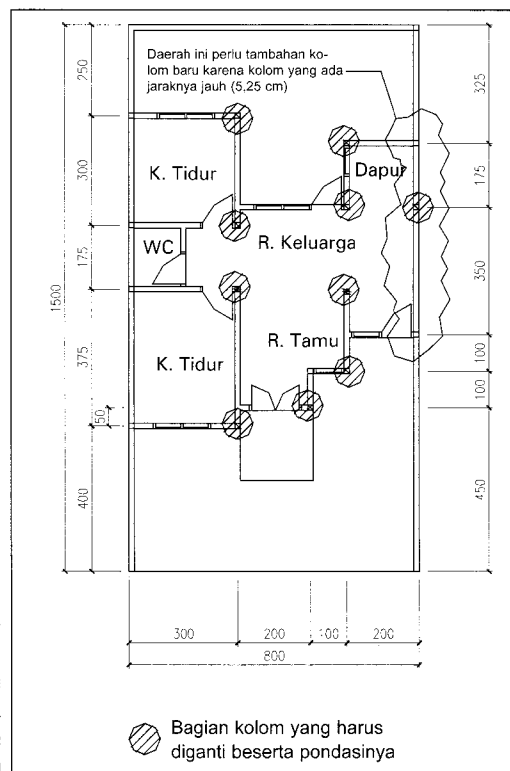 Daerah ini perlu tambahan ko-
lom baru karena kolom yang ada
jaraknya jauh (5,25 cm)
250
325
300
K. Tidur
Dapur
175
WC
R. Keluarga
175
350
1500
R. Tamu
375
K. Tidur
100
100
50
400
450
300
200
100
200
800
Bagian kolom yang harus
diganti beserta pondasinya